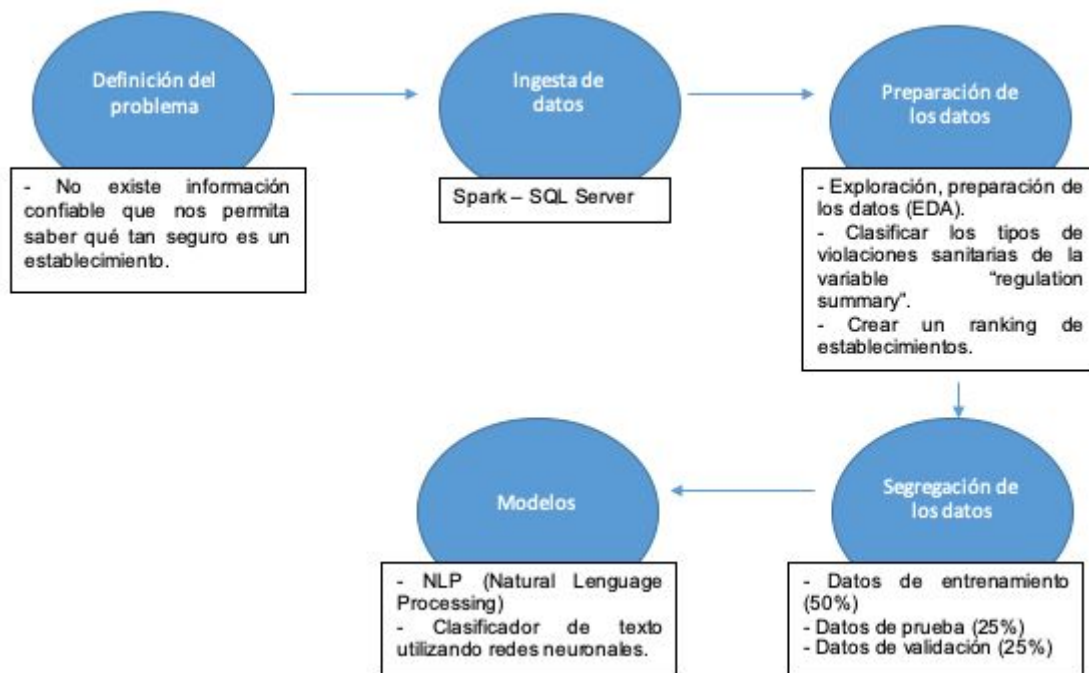 Definición del
problema
- No existe información
confiable que nos permita
saber qué tan seguro es un
establecimiento.
Ingesta de
datos
Spark – SQL Server
Preparación de
los datos
- Exploración, preparación de
los datos (EDA).
- Clasificar los tipos de
violaciones sanitarias de la
variable "regulation
summary".
- Crear un ranking de
establecimientos.
Segregación de
los datos
- Datos de entrenamiento
(50%)
- Datos de prueba (25%)
- Datos de validación (25%)
Modelos
- NLP (Natural Lenguage
Processing)
- Clasificador de texto
utilizando redes neuronales.